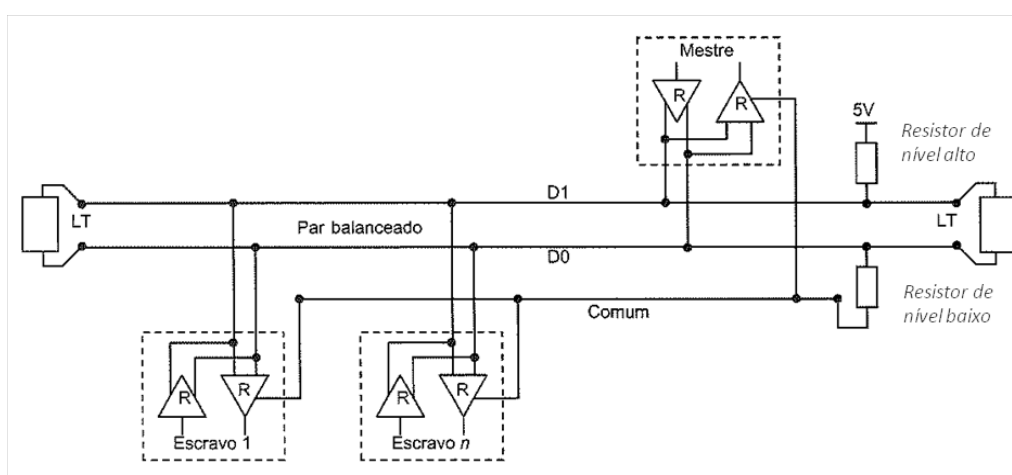 Mestre
R
R
5V
Resistor de
nível alto
D1
LT
LT
Par balanceado
D0
Comum
Resistor de
nível baixo
R
R
R
R
Escravo 1
Escravo n